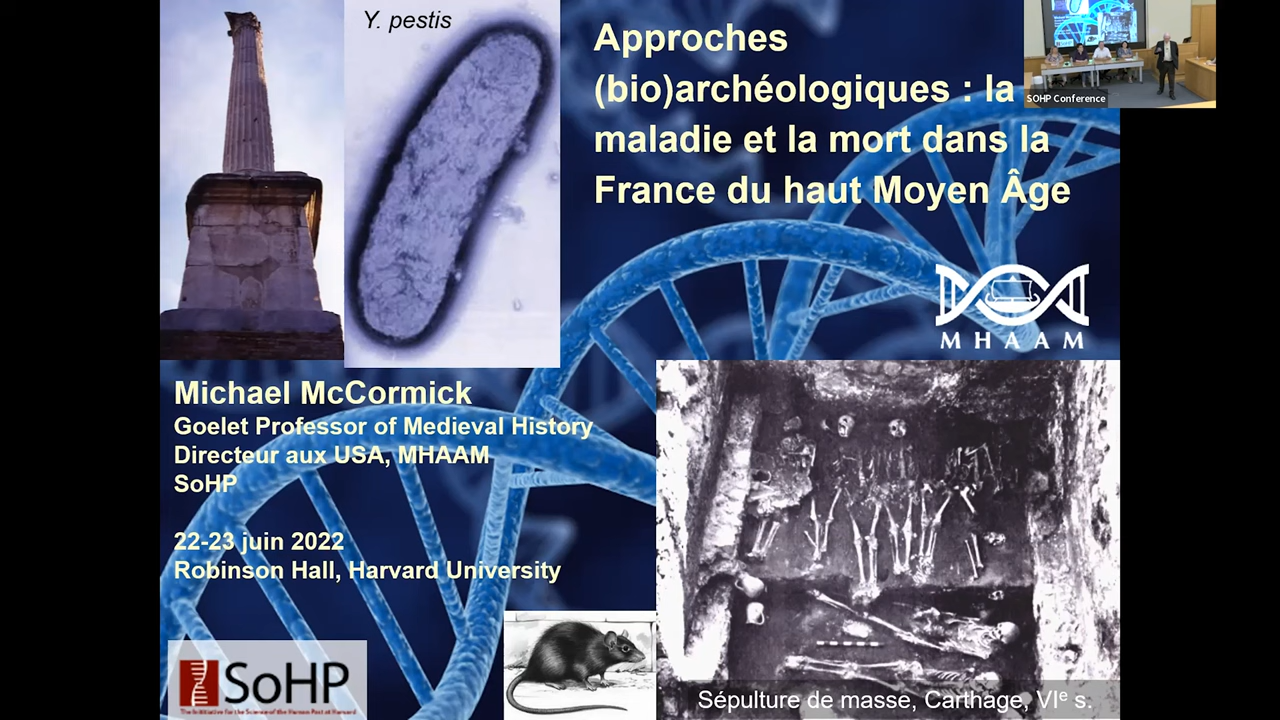 Y. pestis
Approches
(bio)archéologiques : la
maladie et la mort dans la
France du haut Moyen Âge
SOHP Conference
MHAAM
Michael McCormick
Goelet Professor of Medieval History
Directeur aux USA, MHAAM
SoHP
22-23 juin 2022
Robinson Hall, Harvard University
SoHP
The Initiative for the Science of the Human Past at Harvard
Sépulture de masse, Carthage, VIe s.